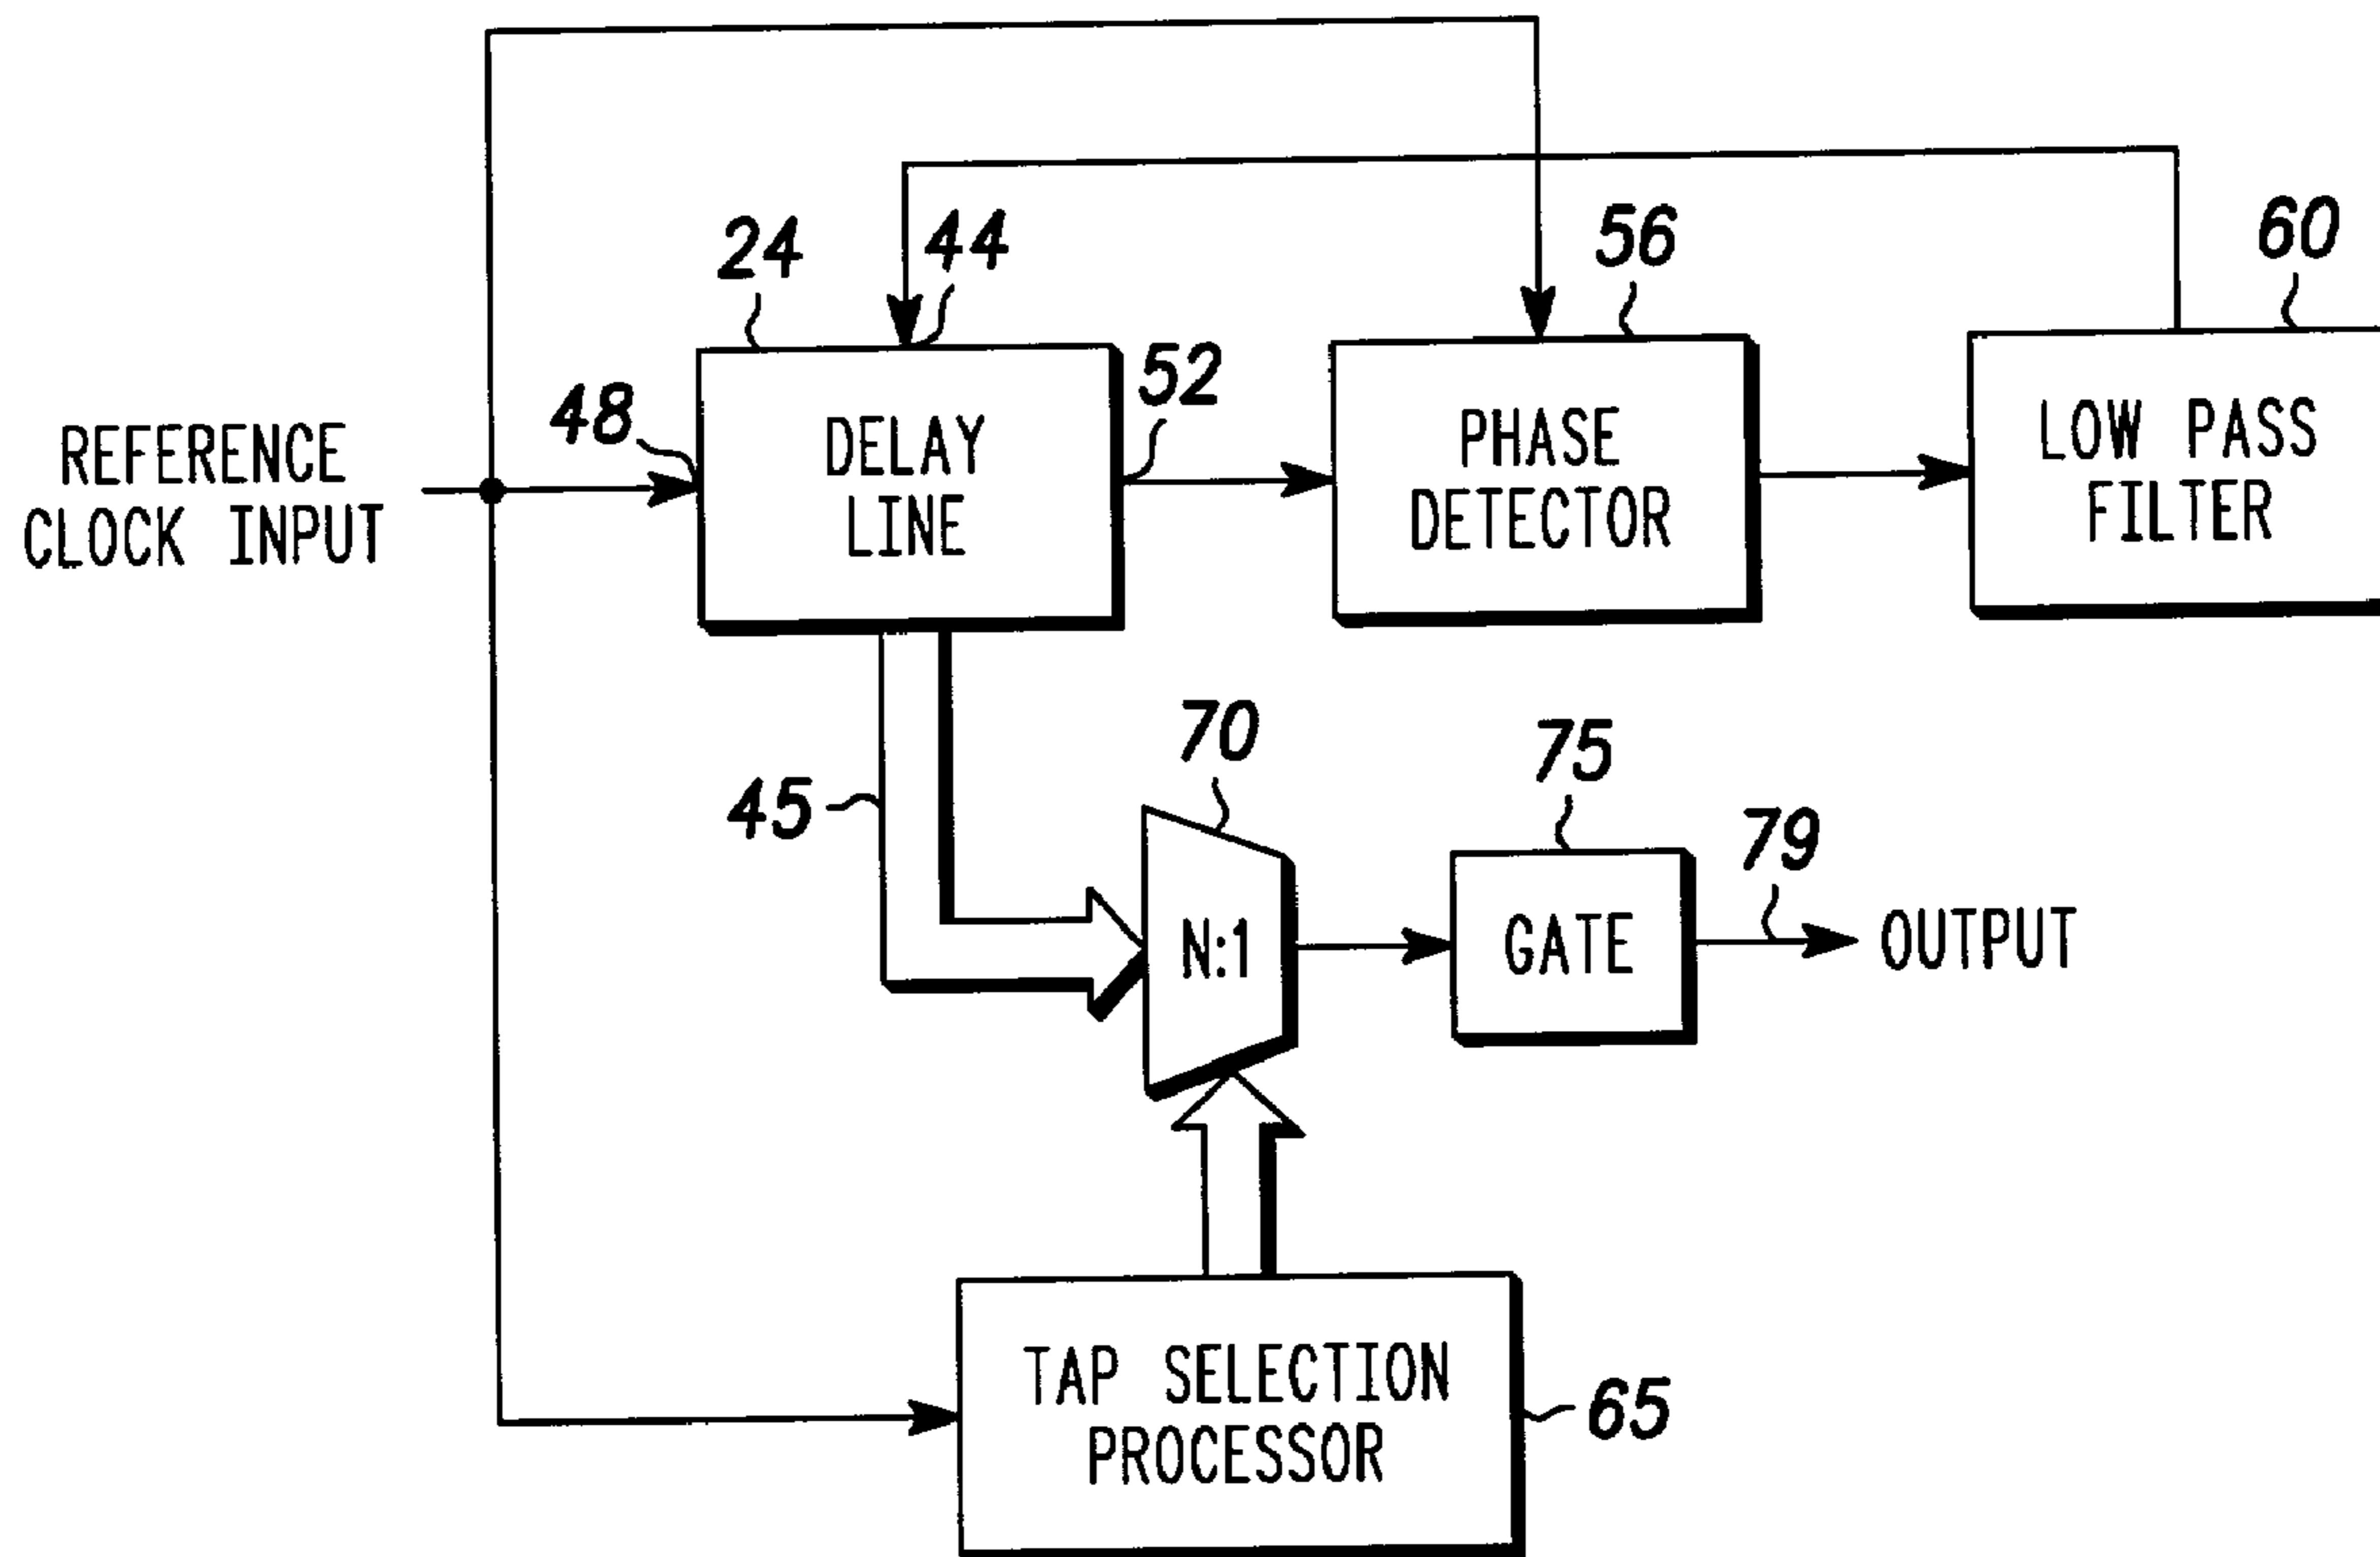 24
44
56
60
48
52
REFERENCE
CLOCK INPUT
DELAY
LINE
PHASE
DETECTOR
LOW PASS
FILTER
45
70
75
79
N:1
GATE
OUTPUT
TAP SELECTION
PROCESSOR
65